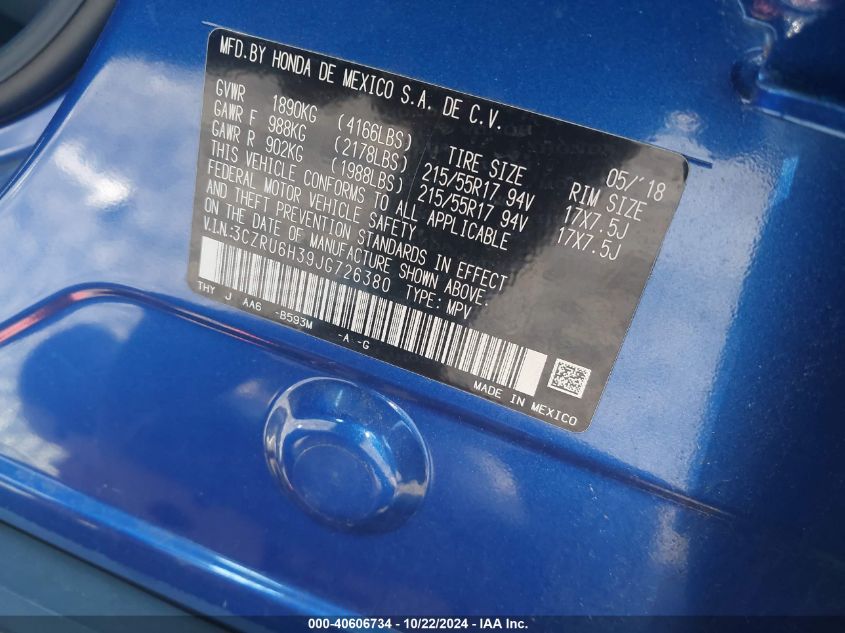 MFD.BY HONDA DE MEXICO S.A. DE C.V.
05/'18
GVWR 1890KG (4166LBS) TIRE SIZE RIM SIZE
GAWR F 988KG (2178LBS) 215/55R17 94V 17X7.5J
GAWR R 902KG (1988LBS) 215/55R17 94V 17X7.5J
THIS VEHICLE CONFORMS TO ALL APPLICABLE
FEDERAL MOTOR VEHICLE SAFETY
AND THEFT PREVENTION STANDARDS IN EFFECT
ON THE DATE OF MANUFACTURE SHOWN ABOVE.
V.I.N:3CZRU6H39JG726380 TYPE: MPV
THY J AA6 -B593M -A -G
MADE IN MEXICO
000-40606734 - 10/22/2024 - IAA Inc.